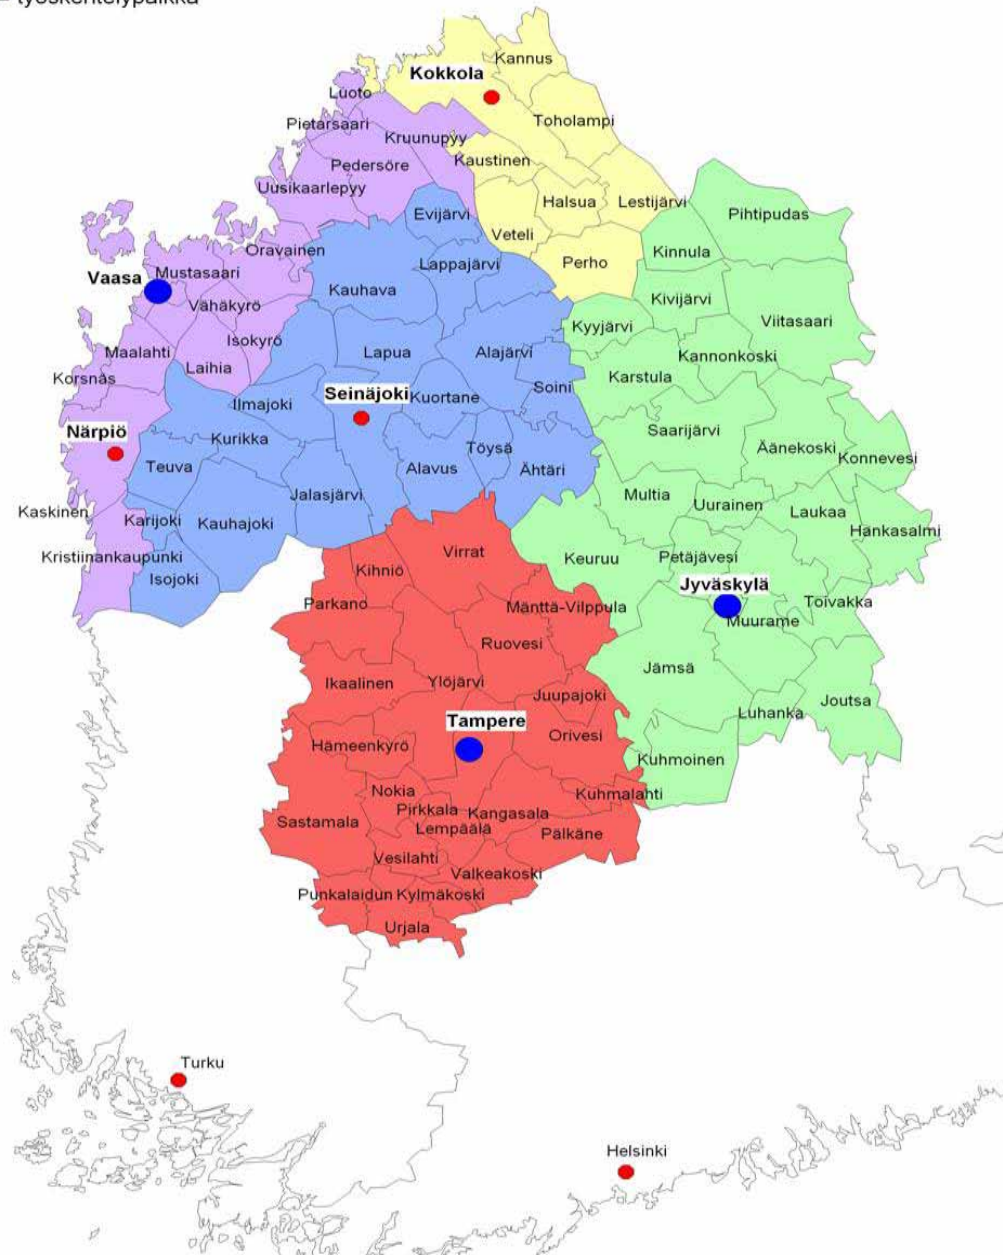 työskentelypaikka
Kannus
Kokkola
Luoto
Toholampi
Pietarsaari
Kruunupyy
Kaustinen
Pedersöre
Uusikaarlepyy
Halsua
Lestijärvi
Evijärvi
Pihtipudas
Veteli
Oravainen
Kinnula
Lappajärvi
Perho
Vaasa
Mustasaari
Kauhava
Kivijärvi
Vähäkyrö
Viitasaari
Kyyjärvi
Isokyrö
Maalahti
Lapua
Alajärvi
Kannonkoski
Laihia
Korsnäs
Karstula
Soini
Seinäjoki
Kuortane
Ilmajoki
Närpiö
Saarijärvi
Kurikka
Töysä
Äänekoski
Konnevesi
Teuva
Alavus
Ähtäri
Jalasjärvi
Multia
Uurainen
Kaskinen
Laukaa
Karijoki
Kauhajoki
Hankasalmi
Virrat
Kristiinankaupunki
Keuruu
Petäjävesi
Kihniö
Isojoki
Jyväskylä
Parkano
Mänttä-Vilppula
Toivakka
Muurame
Ruovesi
Jämsä
Ikaalinen
Ylöjärvi
Juupajoki
Joutsa
Luhanka
Tampere
Orivesi
Hämeenkyrö
Kuhmoinen
Nokia
Kuhmalahti
Pirkkala
Kangasala
Sastamala
Lempäälä
Pälkäne
Vesilahti
Valkeakoski
Punkalaidun
Kylmäkoski
Urjala
Turku
Helsinki